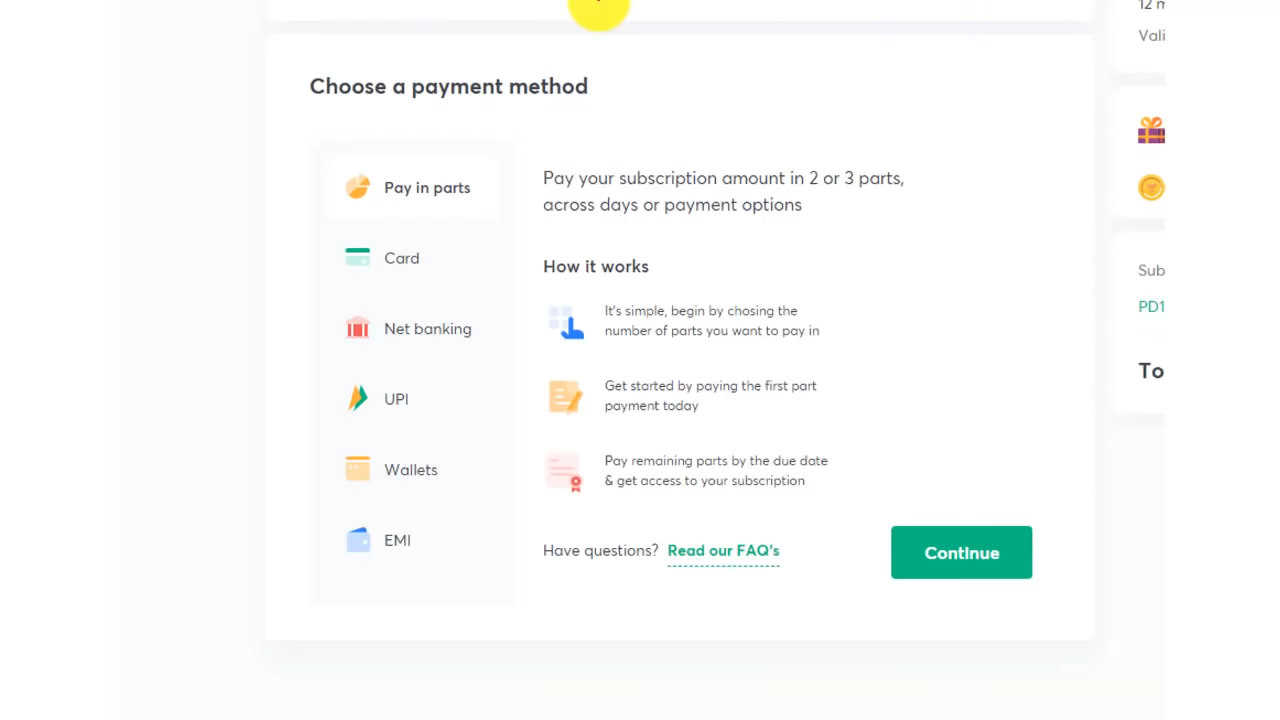 12 m
Vali
Choose a payment method
Pay in parts
Card
Net banking
UPI
Wallets
EMI
Pay your subscription amount in 2 or 3 parts,
across days or payment options
How it works
It's simple, begin by chosing the
number of parts you want to pay in
Get started by paying the first part
payment today
Pay remaining parts by the due date
& get access to your subscription
Have questions? Read our FAQ's
Continue
Sub
PD1
To